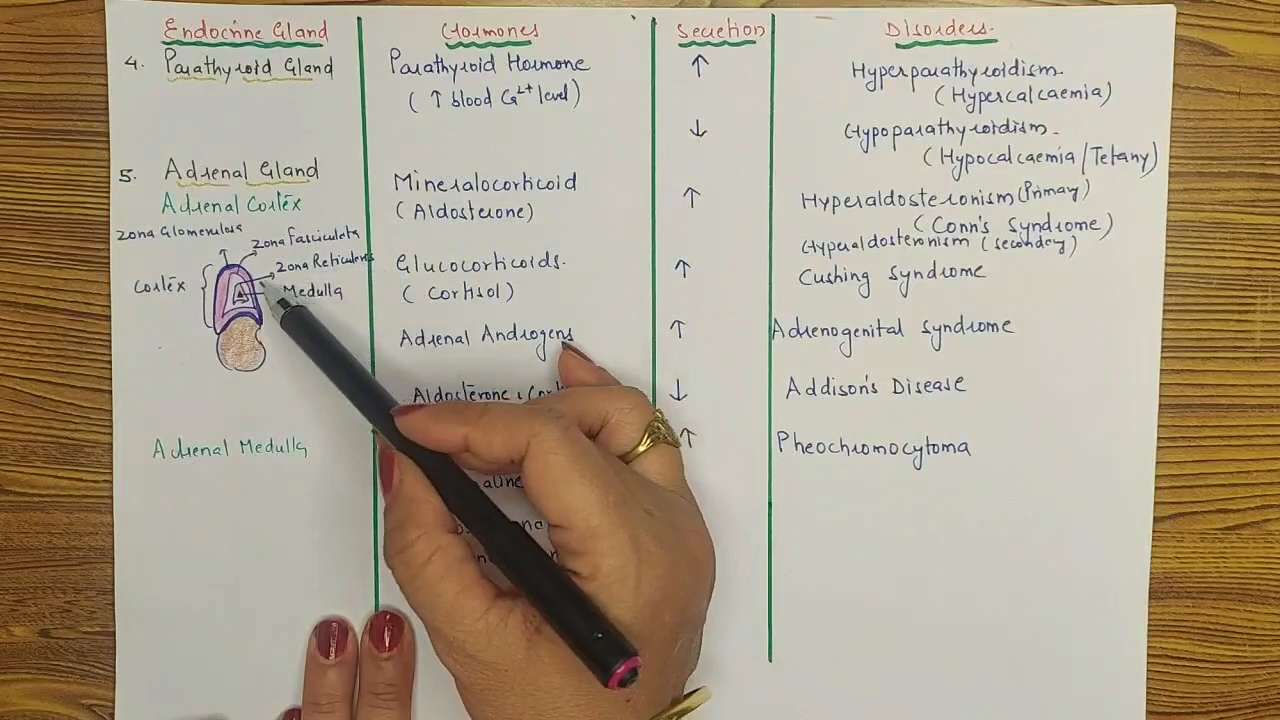 Endocrine Gland Hormones Secretion Disorders
4. Parathyroid Gland Parathyroid Hormone ↑ Hyperparathyroidism
(↑ blood Ca²⁺ level) (Hypercalcaemia)
↓ Hypoparathyroidism
(Hypocalcaemia/Tetany)
5. Adrenal Gland
Adrenal Cortex Mineralocorticoid ↑ Hyperaldosteronism (Primary)
(Aldosterone) (Conn's Syndrome)
Hyperaldosteronism (secondary)
Zona Glomerulosa
Zona Fasciculata
Zona Reticularis
Cortex
Medulla
Glucocorticoids ↑ Cushing Syndrome
(Cortisol)
Adrenal Androgens ↑ Adrenogenital Syndrome
Aldosterone ↓ Addison's Disease
Adrenal Medulla ↑ Pheochromocytoma